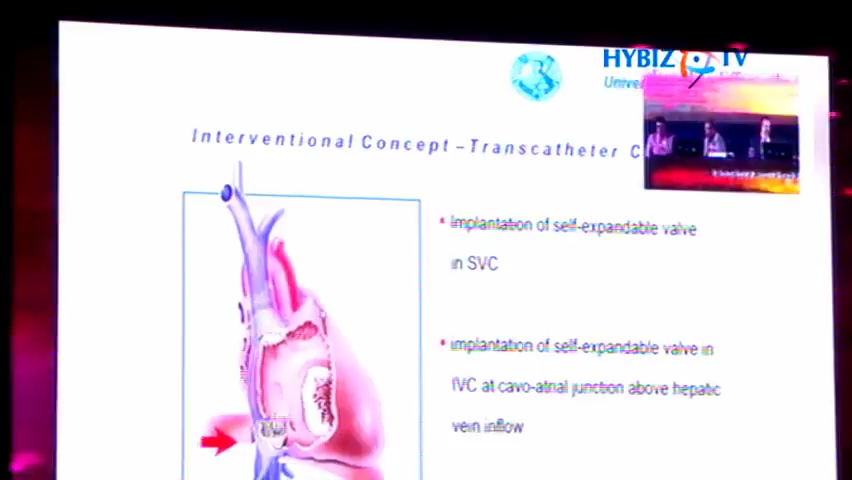 HYBIZ TV
Interventional Concept – Transcatheter
* Implantation of self-expandable valve
in SVC
* implantation of self-expandable valve in
IVC at cavo-atrial junction above hepatic
vein inflow